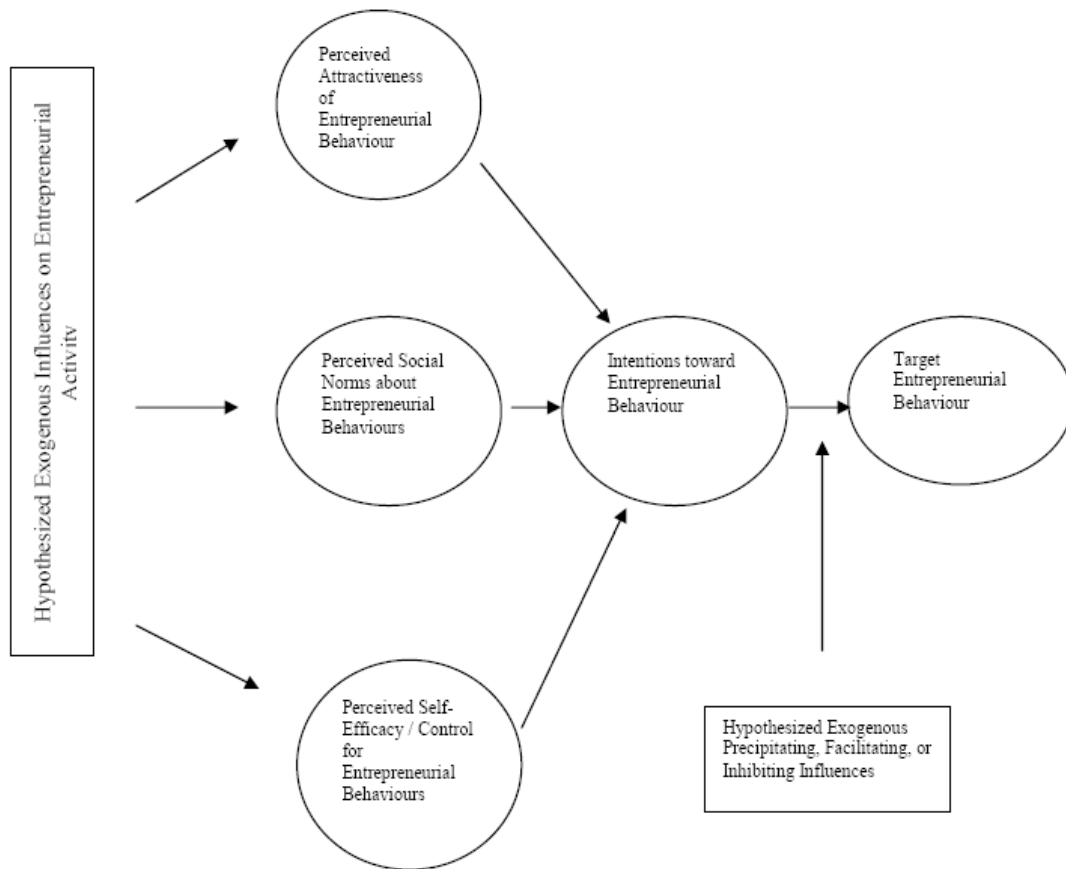 Hypothesized Exogenous Influences on Entrepreneurial
Activity
Perceived
Attractiveness
of
Entrepreneurial
Behaviour
Perceived Social
Norms about
Entrepreneurial
Behaviours
Intentions toward
Entrepreneurial
Behaviour
Target
Entrepreneurial
Behaviour
Perceived Self-
Efficacy / Control
for
Entrepreneurial
Behaviours
Hypothesized Exogenous
Precipitating, Facilitating, or
Inhibiting Influences